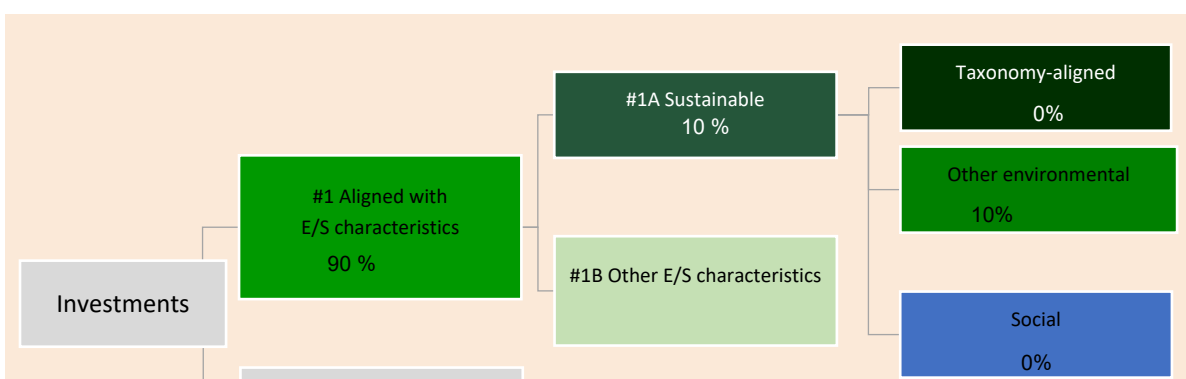 Investments
#1 Aligned with
E/S characteristics
90 %
#1A Sustainable
10 %
#1B Other E/S characteristics
Taxonomy-aligned
0%
Other environmental
10%
Social
0%